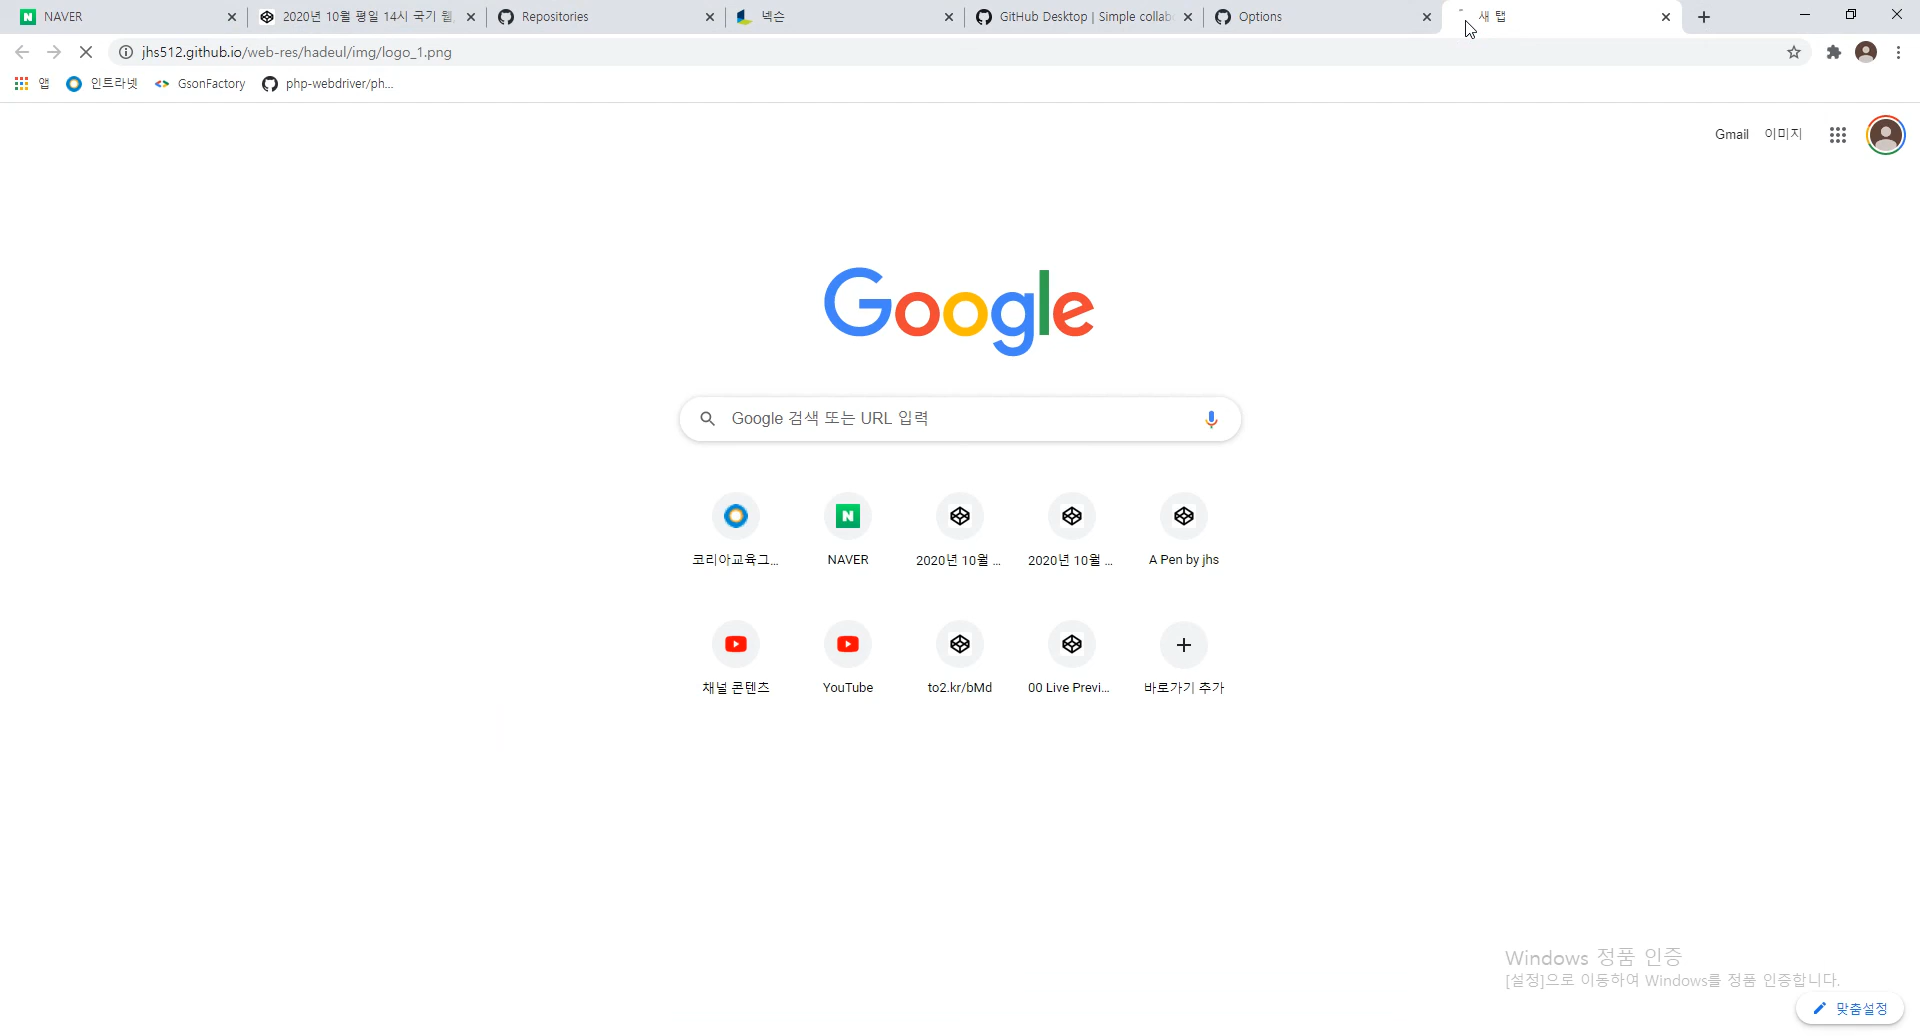 NAVER
2020년 10월 평일 14시 국기 웹
Repositories
넥슨
GitHub Desktop | Simple collab
Options
새 탭
jhs512.github.io/web-res/hadeul/img/logo_1.png
앱
인트라넷
GsonFactory
php-webdriver/ph...
Gmail
이미지
Google
Google 검색 또는 URL 입력
코리아교육그...
NAVER
2020년 10월 ...
2020년 10월 ...
A Pen by jhs
채널 콘텐츠
YouTube
to2.kr/bMd
00 Live Previ...
바로가기 추가
Windows 정품 인증
[설정]으로 이동하여 Windows를 정품 인증합니다.
맞춤설정